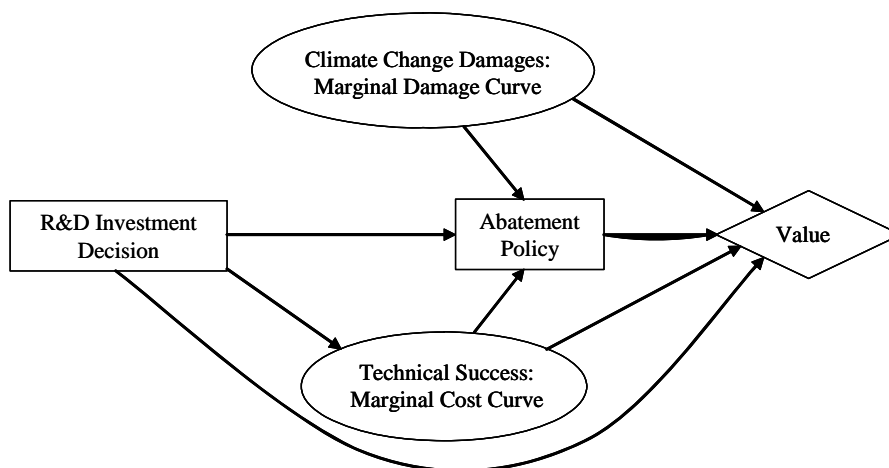 Climate Change Damages:
Marginal Damage Curve
R&D Investment
Decision
Abatement
Policy
Value
Technical Success:
Marginal Cost Curve